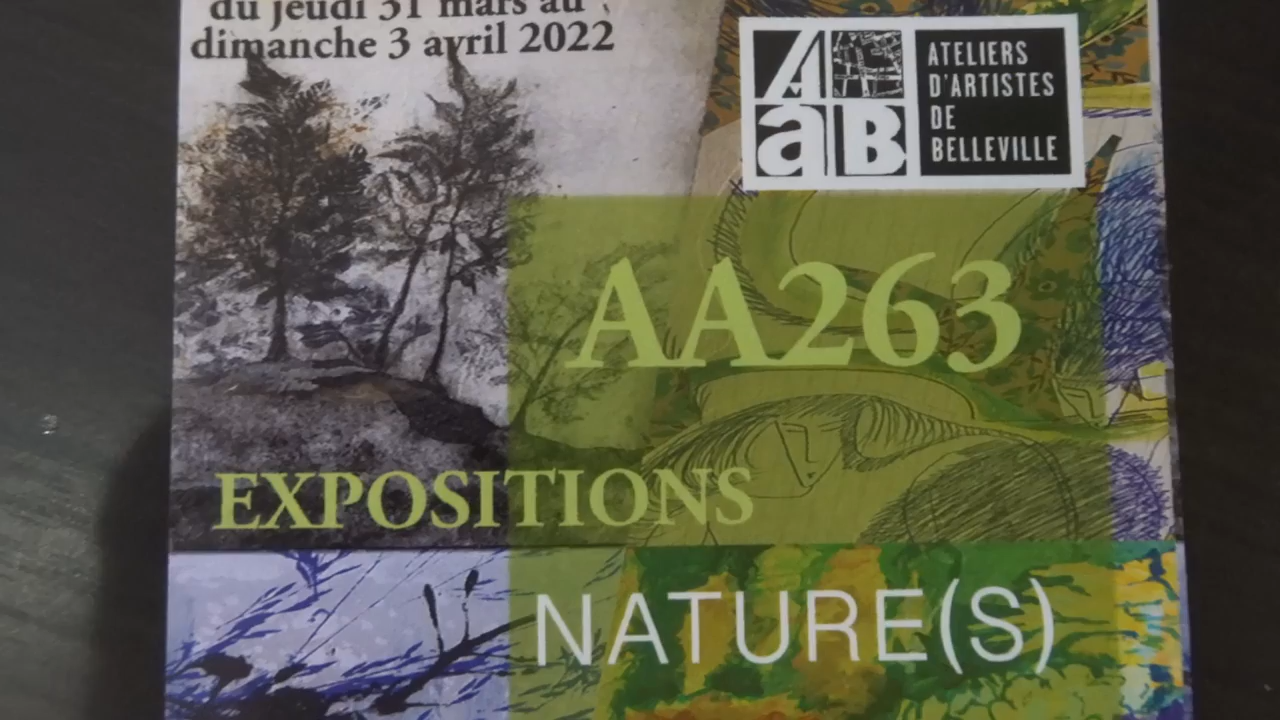 du jeudi 31 mars au
dimanche 3 avril 2022
AaB
ATELIERS
D'ARTISTES
DE
BELLEVILLE
AA263
EXPOSITIONS
NATURE(S)